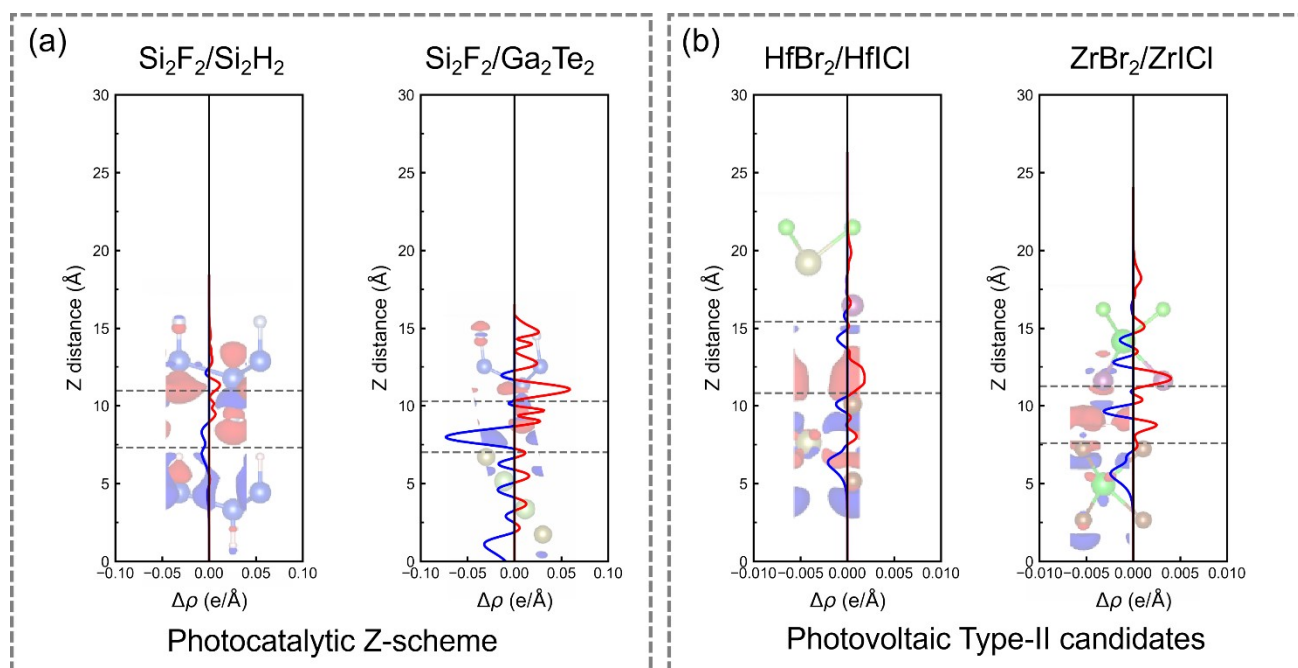 (a)
Si₂F₂/Si₂H₂
Si₂F₂/Ga₂Te₂
Z distance (Å)
30
25
20
15
10
5
0
−0.10 −0.05 0.00 0.05 0.10
Δρ (e/Å)
Z distance (Å)
30
25
20
15
10
5
0
−0.10 −0.05 0.00 0.05 0.10
Δρ (e/Å)
Photocatalytic Z-scheme
(b)
HfBr₂/HfICl
ZrBr₂/ZrICl
Z distance (Å)
30
25
20
15
10
5
0
−0.010 −0.005 0.000 0.005 0.010
Δρ (e/Å)
Z distance (Å)
30
25
20
15
10
5
0
−0.010 −0.005 0.000 0.005 0.010
Δρ (e/Å)
Photovoltaic Type-II candidates